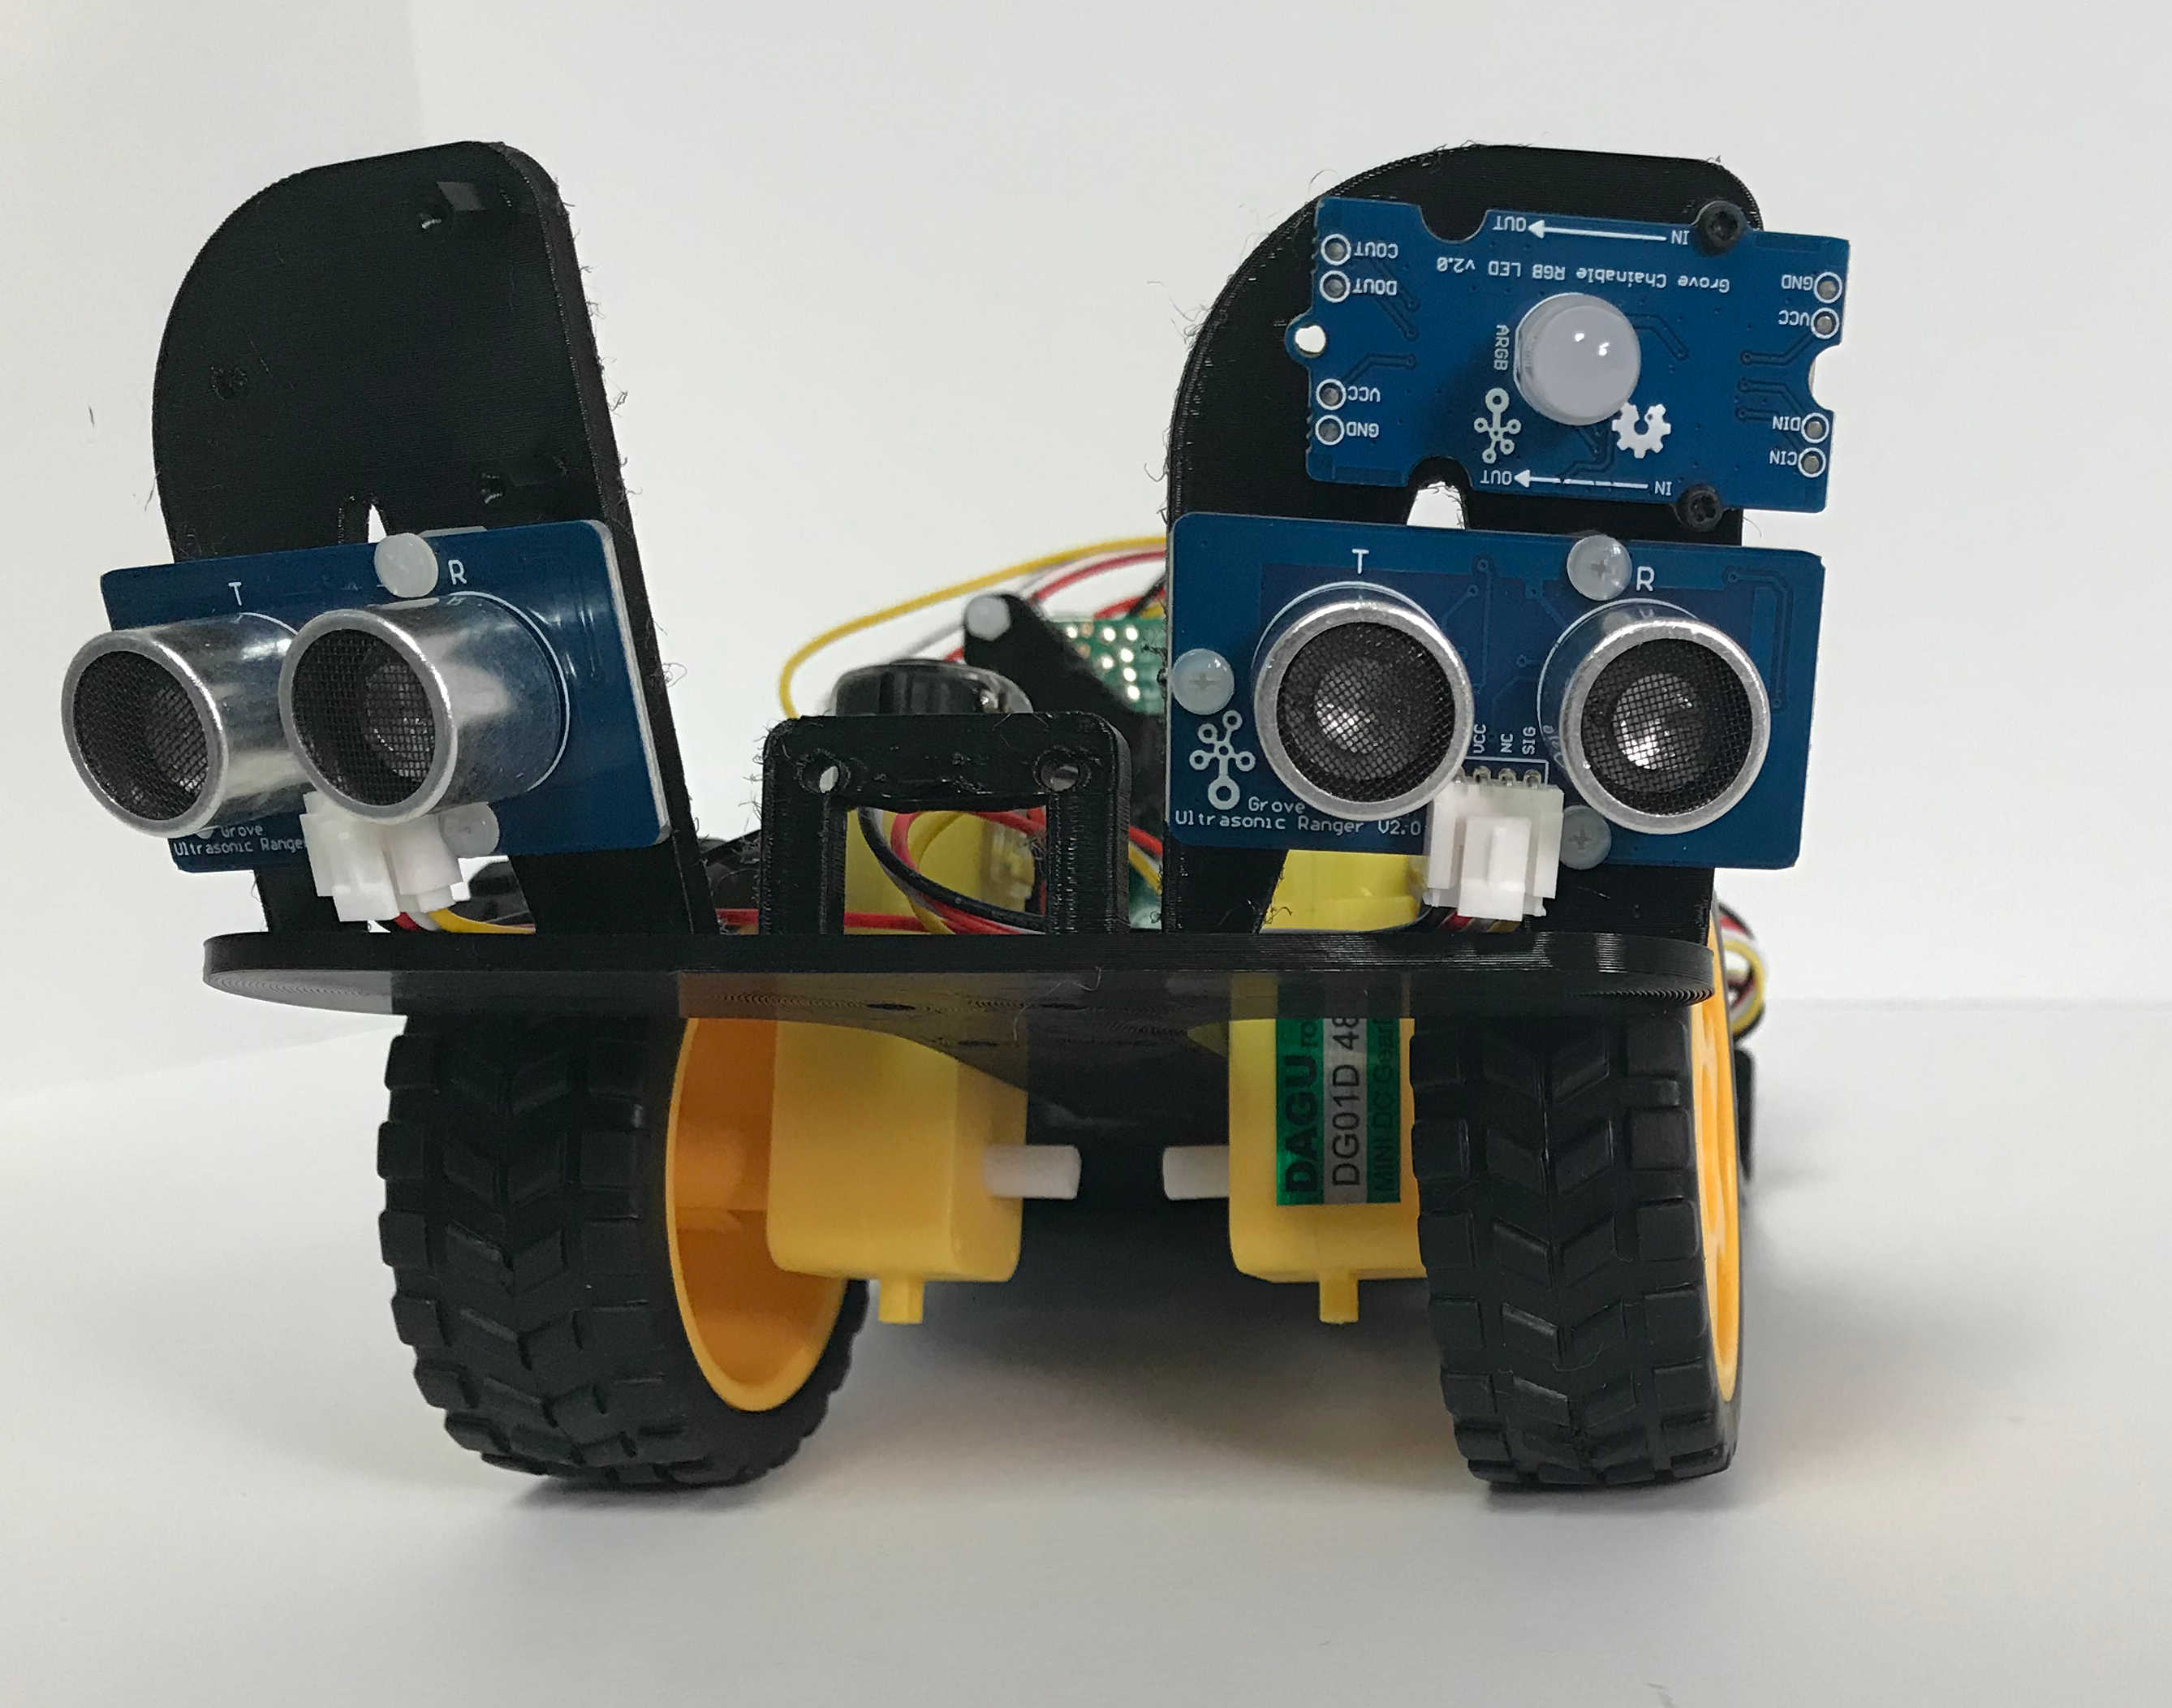 OUT IN
Grove Chainable RGB LED v2.0
COUT
DOUT
GND
VCC
ARGB
VCC
GND
DIN
CIN
OUT IN
T R
Grove
Ultrasonic
T R
VCC
NC
SIG
Grove
Ultrasonic Ranger V2.0
DAGU
DG01D 48
MINI DC Gear